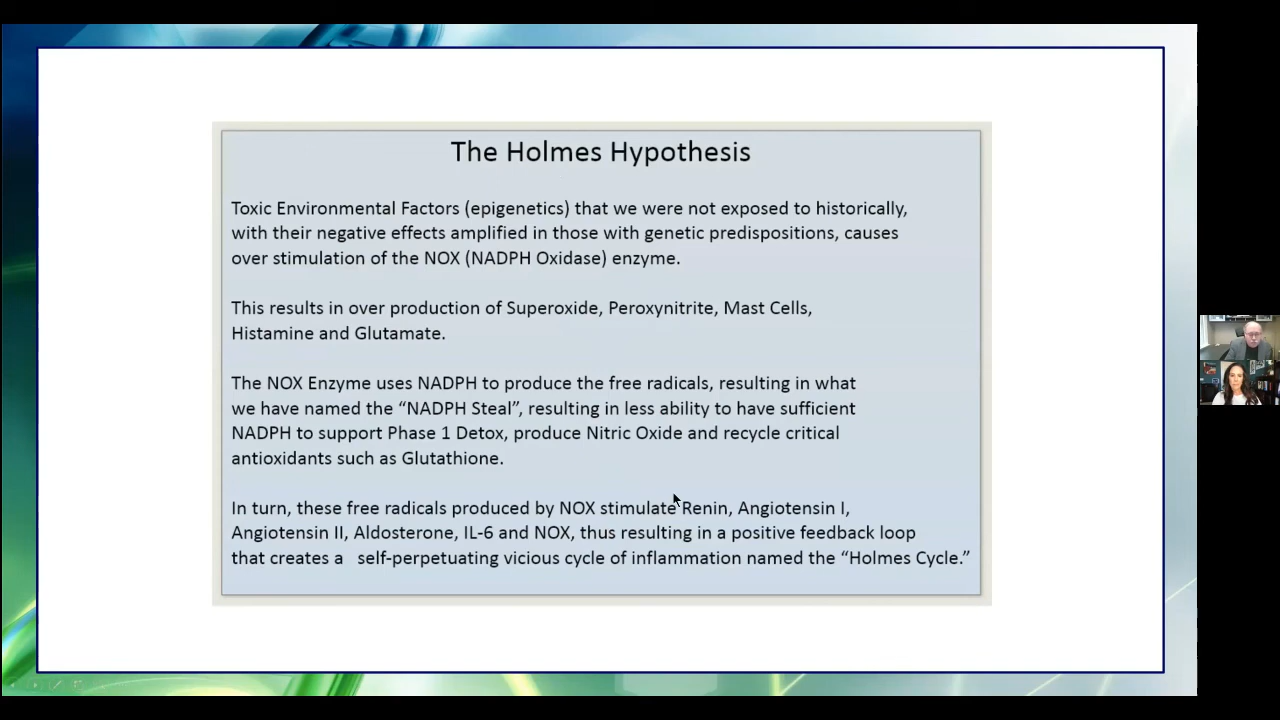 The Holmes Hypothesis
Toxic Environmental Factors (epigenetics) that we were not exposed to historically,
with their negative effects amplified in those with genetic predispositions, causes
over stimulation of the NOX (NADPH Oxidase) enzyme.
This results in over production of Superoxide, Peroxynitrite, Mast Cells,
Histamine and Glutamate.
The NOX Enzyme uses NADPH to produce the free radicals, resulting in what
we have named the “NADPH Steal”, resulting in less ability to have sufficient
NADPH to support Phase 1 Detox, produce Nitric Oxide and recycle critical
antioxidants such as Glutathione.
In turn, these free radicals produced by NOX stimulate Renin, Angiotensin I,
Angiotensin II, Aldosterone, IL-6 and NOX, thus resulting in a positive feedback loop
that creates a   self-perpetuating vicious cycle of inflammation named the “Holmes Cycle.”